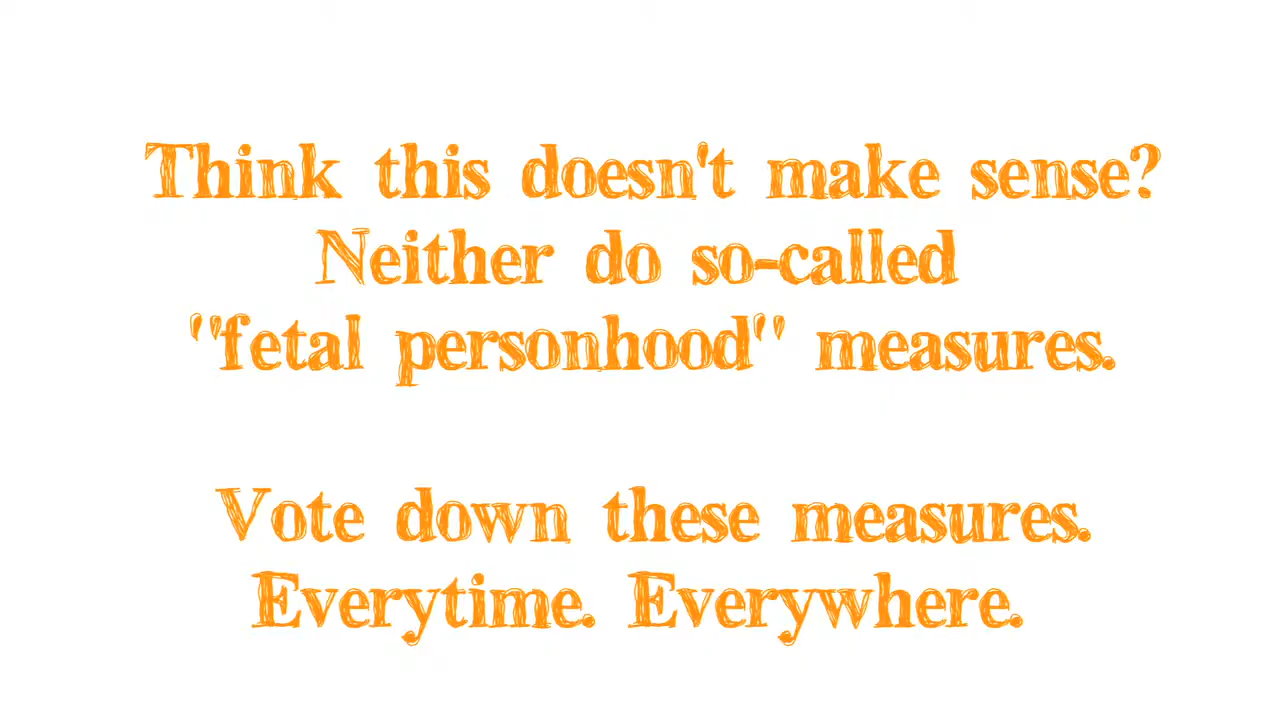 Think this doesn't make sense?
Neither do so-called
"fetal personhood" measures.
Vote down these measures.
Everytime. Everywhere.